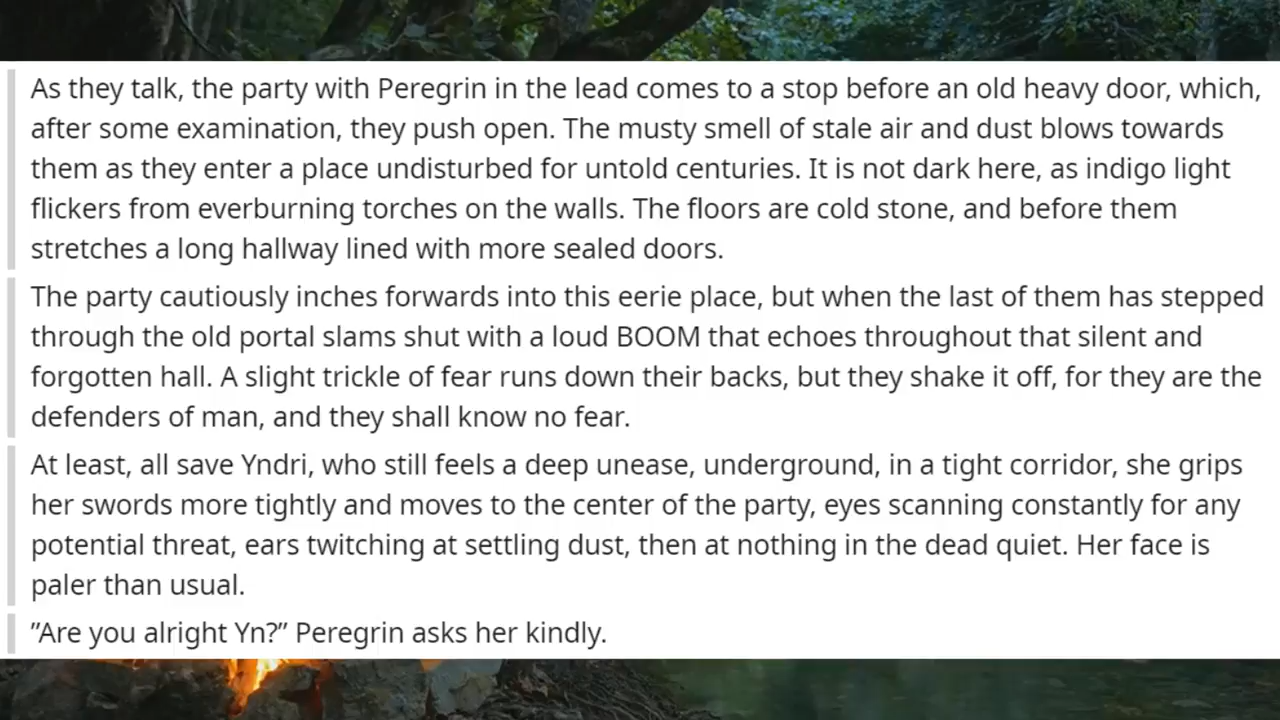 As they talk, the party with Peregrin in the lead comes to a stop before an old heavy door, which,
after some examination, they push open. The musty smell of stale air and dust blows towards
them as they enter a place undisturbed for untold centuries. It is not dark here, as indigo light
flickers from everburning torches on the walls. The floors are cold stone, and before them
stretches a long hallway lined with more sealed doors.
The party cautiously inches forwards into this eerie place, but when the last of them has stepped
through the old portal slams shut with a loud BOOM that echoes throughout that silent and
forgotten hall. A slight trickle of fear runs down their backs, but they shake it off, for they are the
defenders of man, and they shall know no fear.
At least, all save Yndri, who still feels a deep unease, underground, in a tight corridor, she grips
her swords more tightly and moves to the center of the party, eyes scanning constantly for any
potential threat, ears twitching at settling dust, then at nothing in the dead quiet. Her face is
paler than usual.
”Are you alright Yn?” Peregrin asks her kindly.